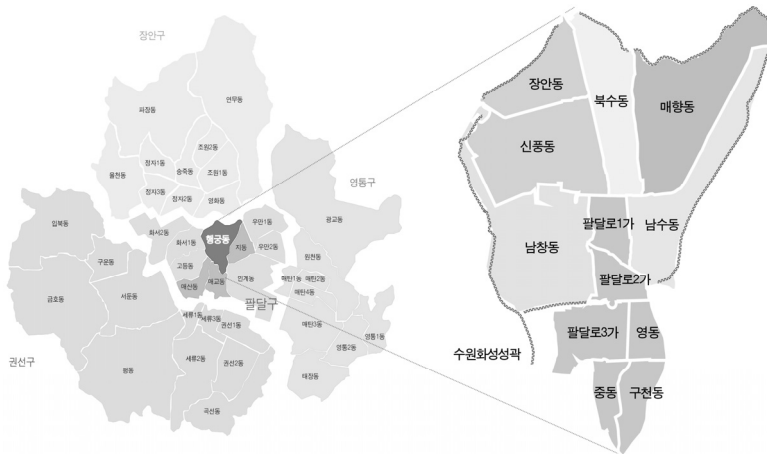 장안구
연무동
파장동
조원2동
정자1동
송죽동
조원1동
율천동
정자3동
정자2동
영화동
영통구
입북동
화서2동
화서1동
행궁동
지동
우만1동
우만2동
광교동
구운동
고등동
원천동
금호동
서둔동
매산동
매교동
인계동
매탄1동
매탄2동
매탄4동
팔달구
세류1동
세류3동
권선1동
매탄3동
영통1동
영통2동
권선구
평동
세류2동
권선2동
태장동
곡선동
장안동
북수동
매향동
신풍동
팔달로1가
남수동
남창동
팔달로2가
팔달로3가
영동
수원화성성곽
중동
구천동